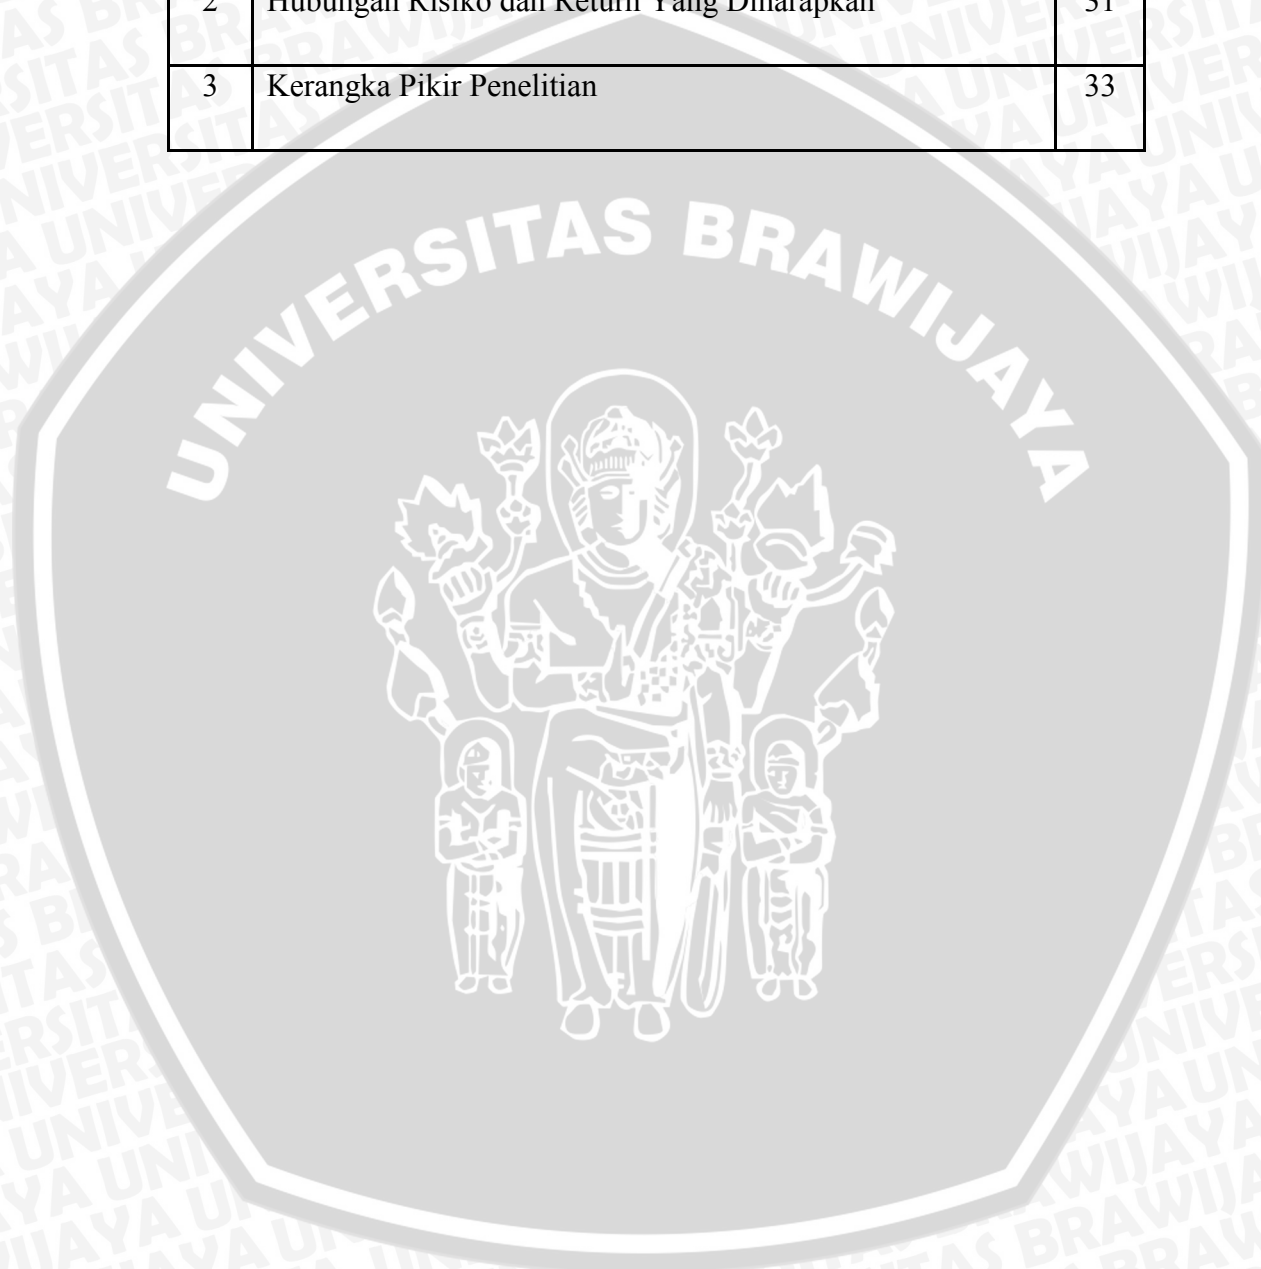 2 Hubungan Risiko dan Return Yang Diharapkan 31
3 Kerangka Pikir Penelitian 33
UNIVERSITAS BRAWIJAYA